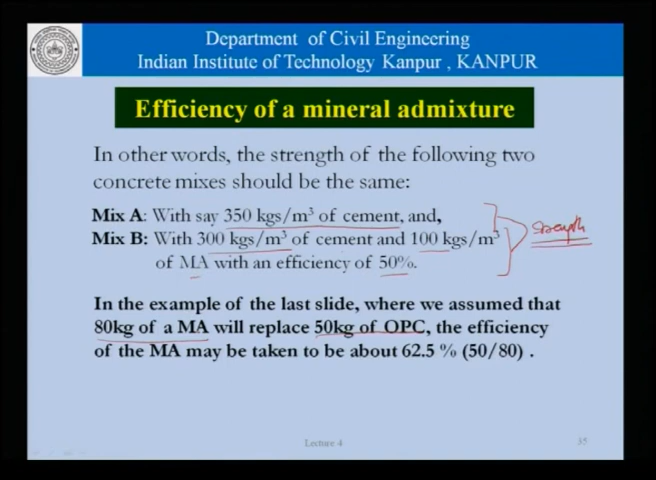 Department of Civil Engineering
Indian Institute of Technology Kanpur , KANPUR
Efficiency of a mineral admixture
In other words, the strength of the following two
concrete mixes should be the same:
Mix A: With say 350 kgs/m³ of cement, and,
Mix B: With 300 kgs/m³ of cement and 100 kgs/m³
of MA with an efficiency of 50%.
strength
In the example of the last slide, where we assumed that
80kg of a MA will replace 50kg of OPC, the efficiency
of the MA may be taken to be about 62.5 % (50/80) .
Lecture 4
35